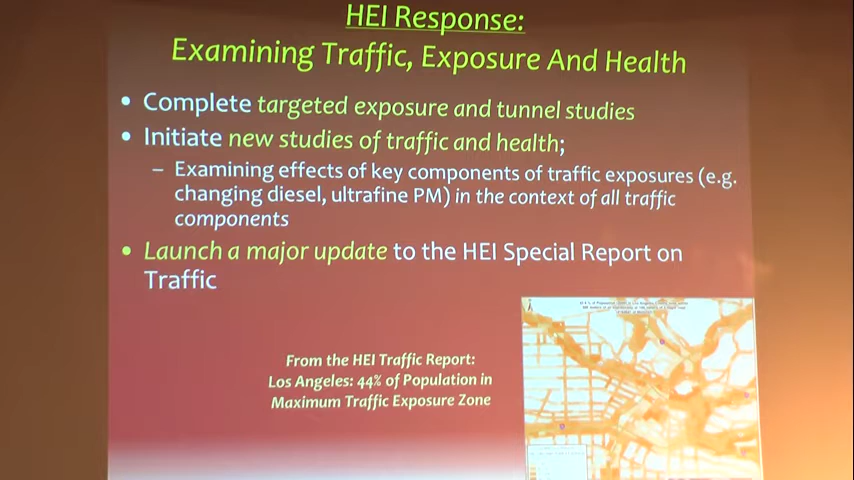 HEI Response:
Examining Traffic, Exposure And Health
• Complete targeted exposure and tunnel studies
• Initiate new studies of traffic and health;
– Examining effects of key components of traffic exposures (e.g.
changing diesel, ultrafine PM) in the context of all traffic
components
• Launch a major update to the HEI Special Report on
Traffic
From the HEI Traffic Report:
Los Angeles: 44% of Population in
Maximum Traffic Exposure Zone